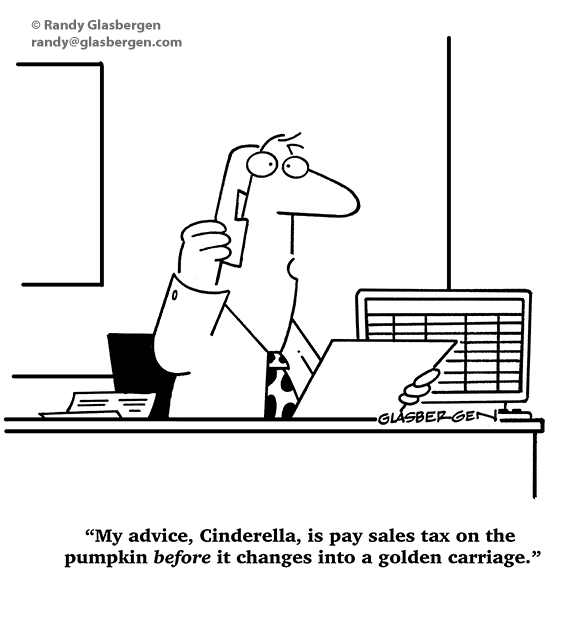 © Randy Glasbergen
randy@glasbergen.com
GLASBERGEN
“My advice, Cinderella, is pay sales tax on the
pumpkin before it changes into a golden carriage.”